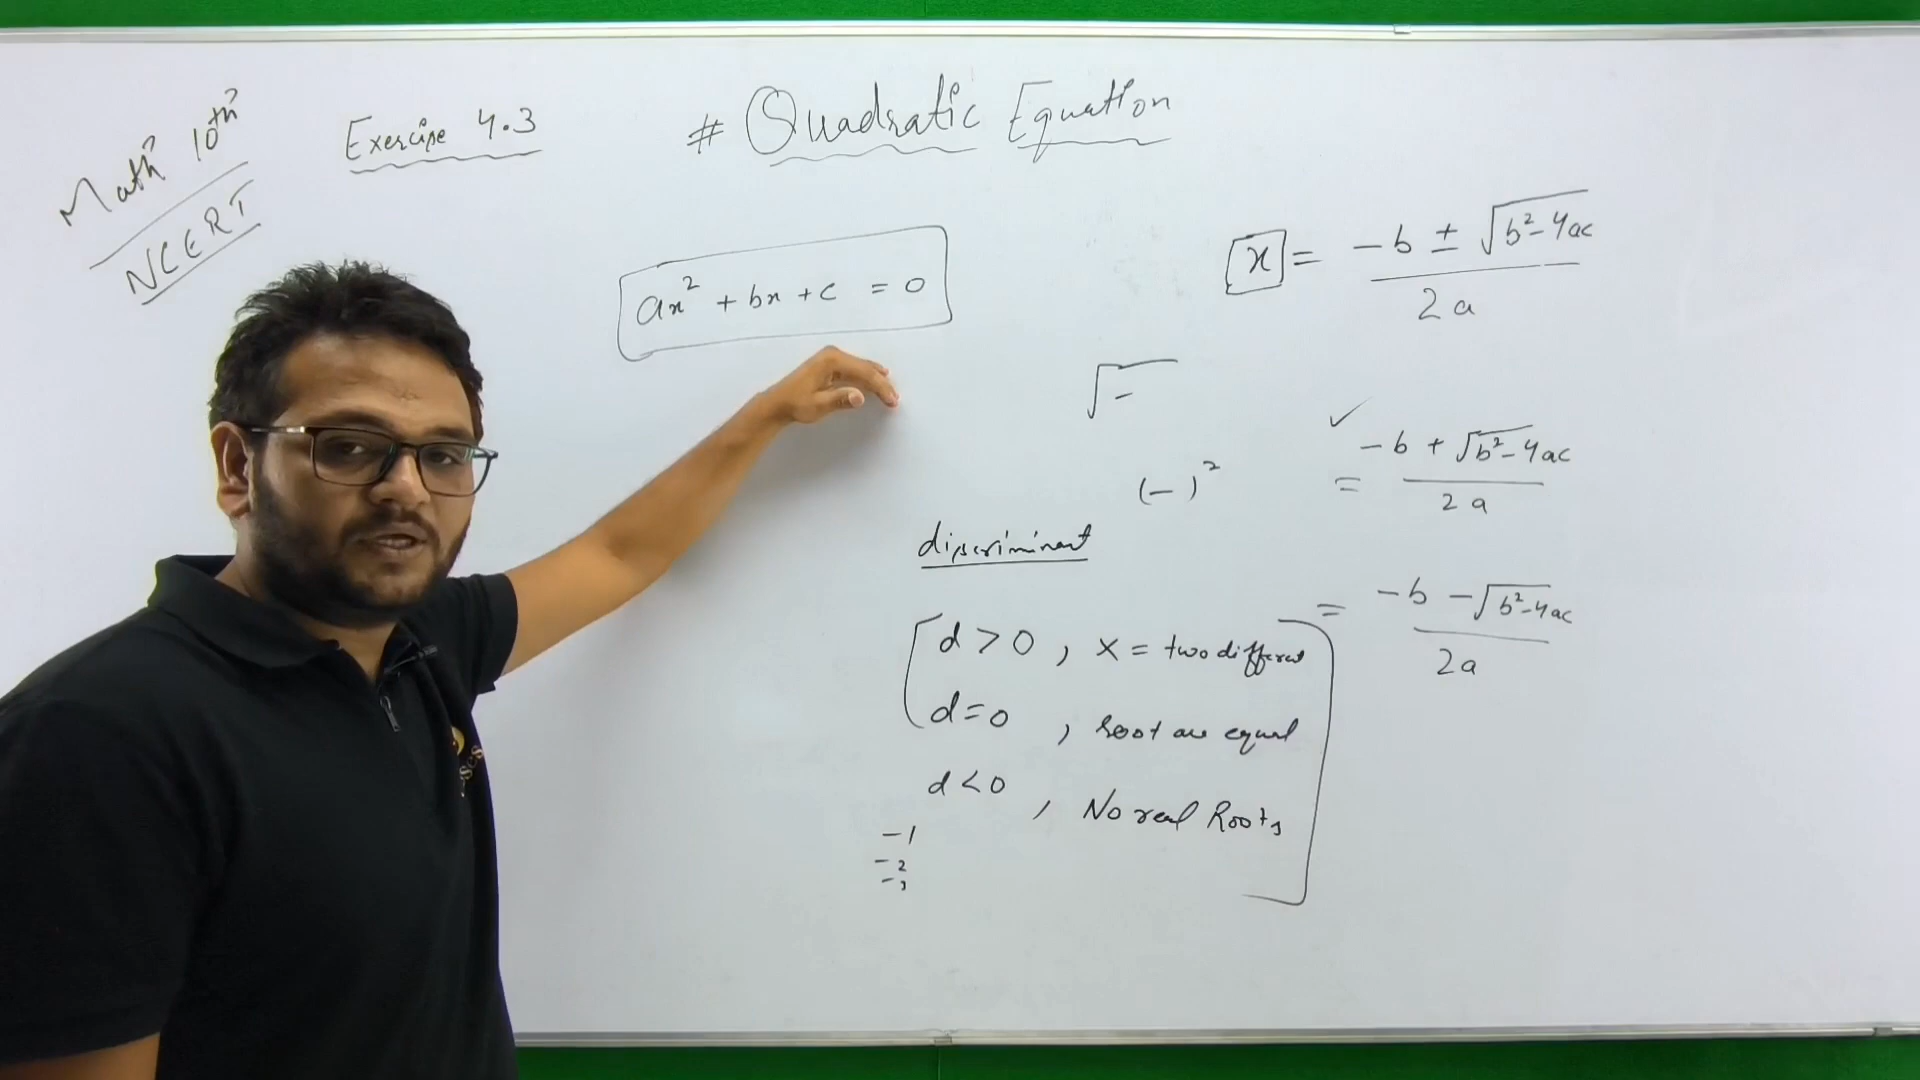 Math 10th
NCERT
Exercise 4.3
# Quadratic Equation
ax² + bx + c = 0
x = -b ± √b²-4ac / 2a
√-
(-)²
= -b + √b²-4ac / 2a
discriminant
= -b - √b²-4ac / 2a
d > 0 , x = two different
d = 0 , root are equal
d < 0 , No real Roots
-1
-2
-3